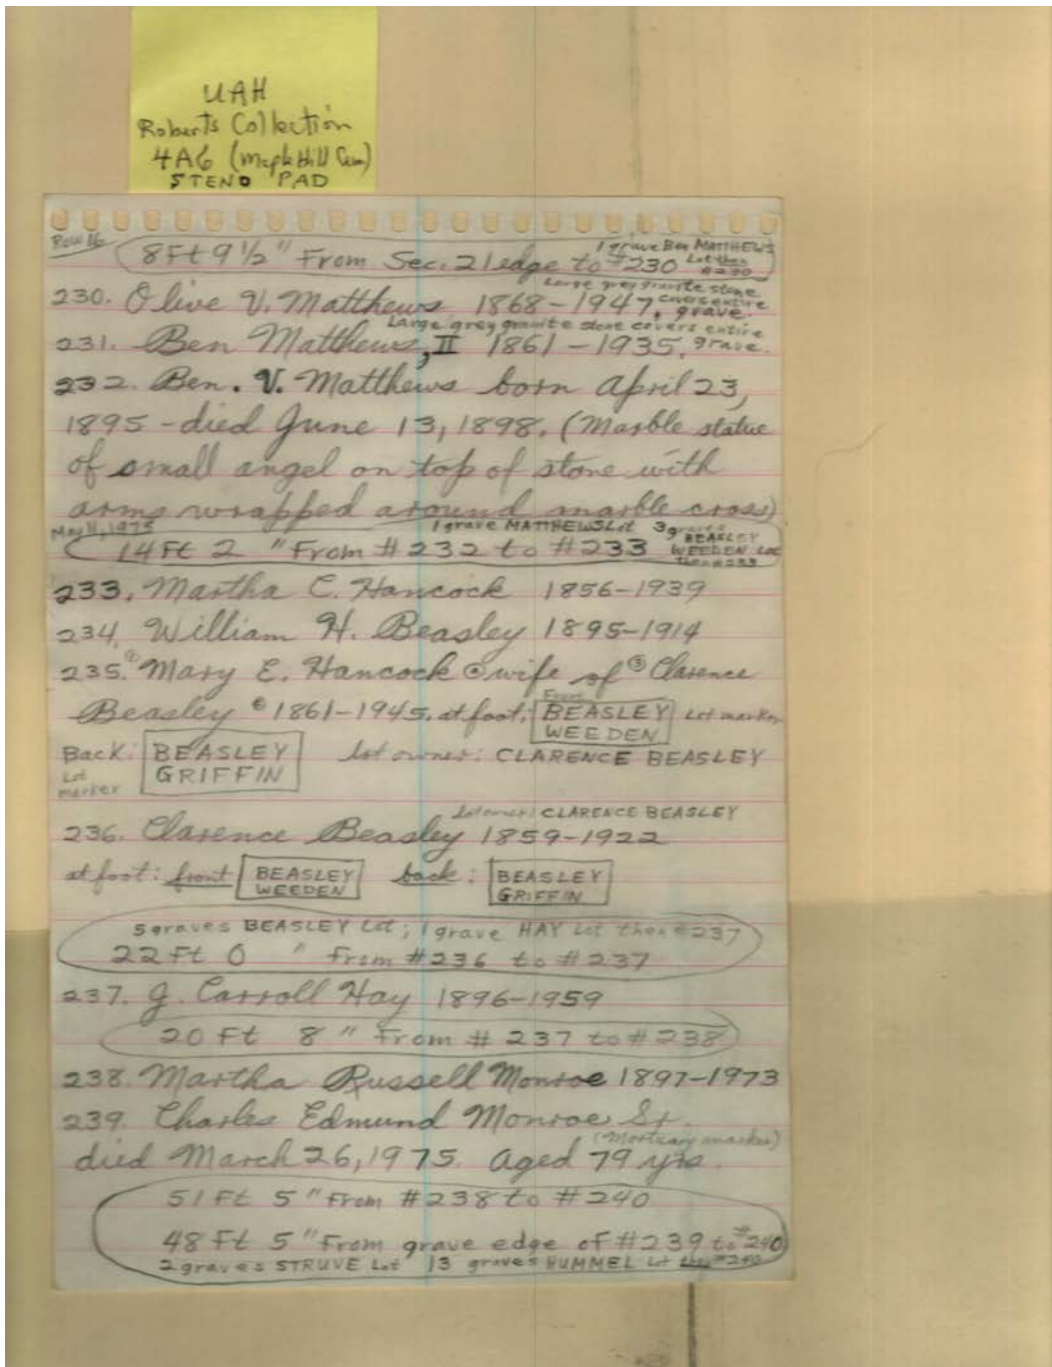 UAH
Roberts Collection
4A6 (Maple Hill Cem)
STENO PAD
Row 16
1 grave Ben MATTHEWS
Lot then
#230
8Ft 9 1/2" From Sec. 21 edge to #230
Large grey granite stone
covers entire
230. Olive V. Matthews 1868-1947, grave.
Large grey granite stone covers entire
231. Ben Matthews, II 1861-1935, grave.
232. Ben. V. Matthews born April 23,
1895 - died June 13, 1898. (Marble statue
of small angel on top of stone with
arms wrapped around marble cross)
May 11, 1975
1 grave MATTHEWS Lot 3 graves
BEASLEY
WEEDEN Lot
then #233
14Ft 2 " From #232 to #233
233. Martha C. Hancock 1856-1939
234. William H. Beasley 1895-1914
235. ① Mary E. Hancock ② wife of ③ Clarence
Front
Beasley 1861-1945. at foot: BEASLEY Lot marker
WEEDEN
Back: BEASLEY Lot owner: CLARENCE BEASLEY
Lot marker GRIFFIN
Lot owner: CLARENCE BEASLEY
236. Clarence Beasley 1859-1922
at foot: front BEASLEY back: BEASLEY
WEEDEN GRIFFIN
5 graves BEASLEY Lot; 1 grave HAY Lot then #237
22 Ft 0 " From #236 to #237
237. J. Carroll Hay 1896-1959
20 Ft 8 " From # 237 to #238
238. Martha Russell Monroe 1897-1973
239. Charles Edmund Monroe Sr.
(Mortuary marker)
died March 26, 1975. Aged 79 yrs.
51 Ft 5 " From #238 to #240
48 Ft 5 " From grave edge of #239 to #240
2 graves STRUVE Lot 13 graves HUMMEL Lot then #240